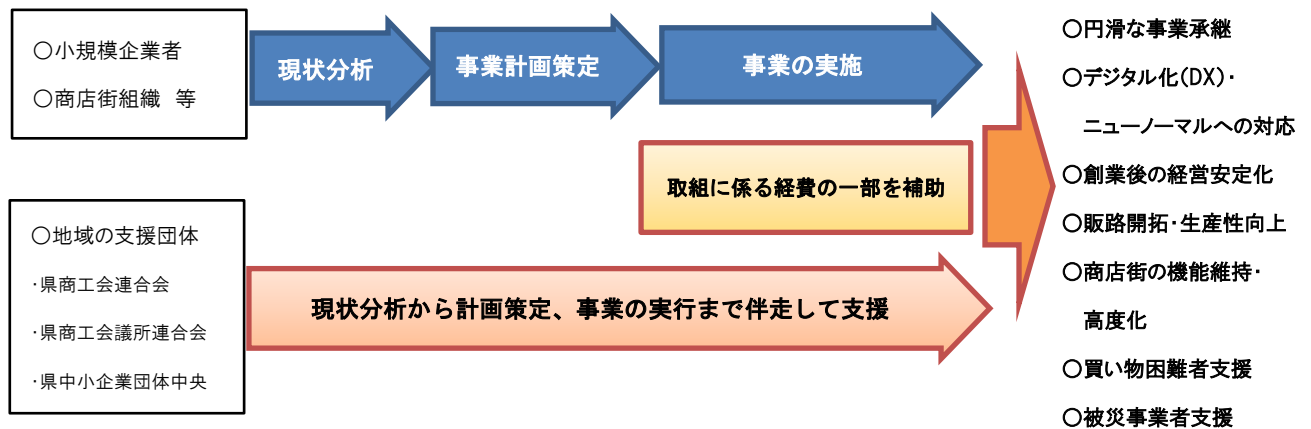 ○小規模企業者
○商店街組織　等
現状分析
事業計画策定
事業の実施
取組に係る経費の一部を補助
○地域の支援団体
・県商工会連合会
・県商工会議所連合会
・県中小企業団体中央
現状分析から計画策定、事業の実行まで伴走して支援
○円滑な事業承継
○デジタル化(DX)・
ニューノーマルへの対応
○創業後の経営安定化
○販路開拓・生産性向上
○商店街の機能維持・
高度化
○買い物困難者支援
○被災事業者支援